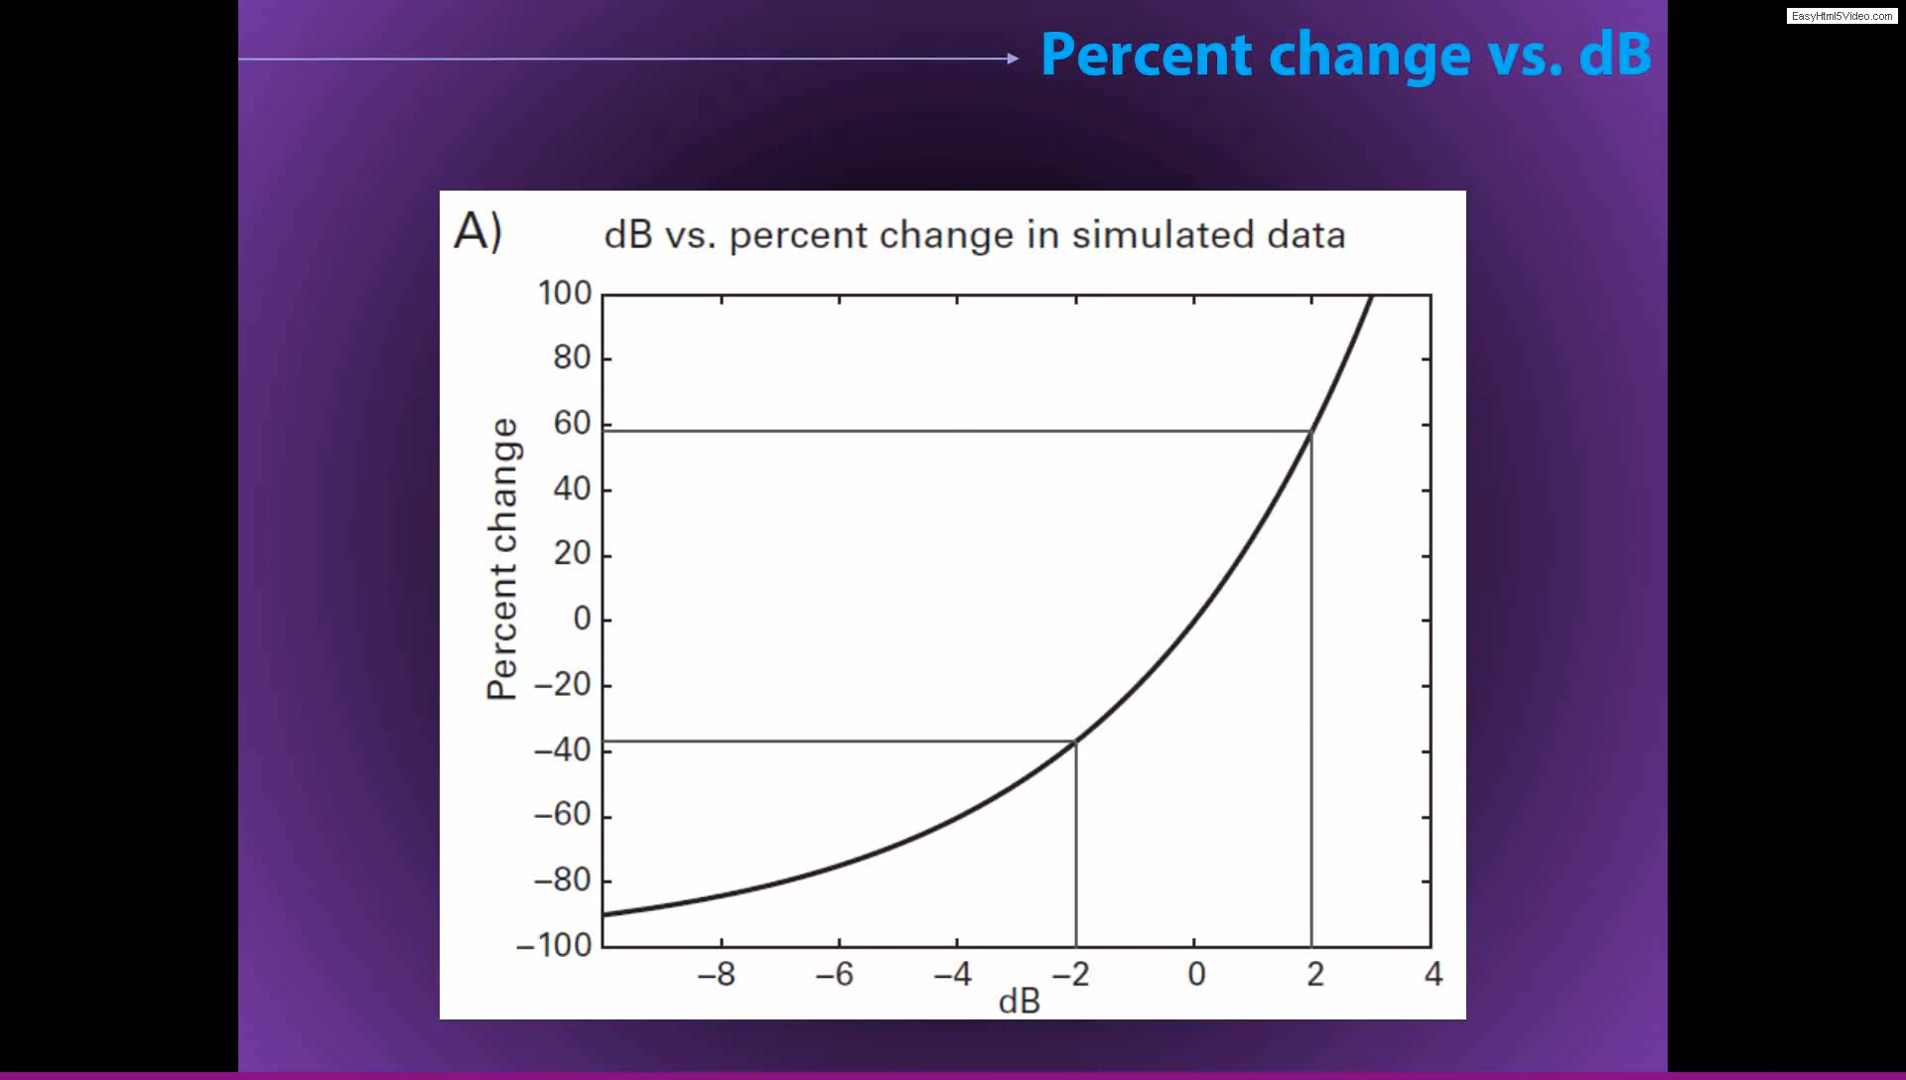 EasyHtml5Video.com
Percent change vs. dB
A) dB vs. percent change in simulated data
100
80
60
40
20
0
–20
–40
–60
–80
–100
Percent change
–8 –6 –4 –2 0 2 4
dB